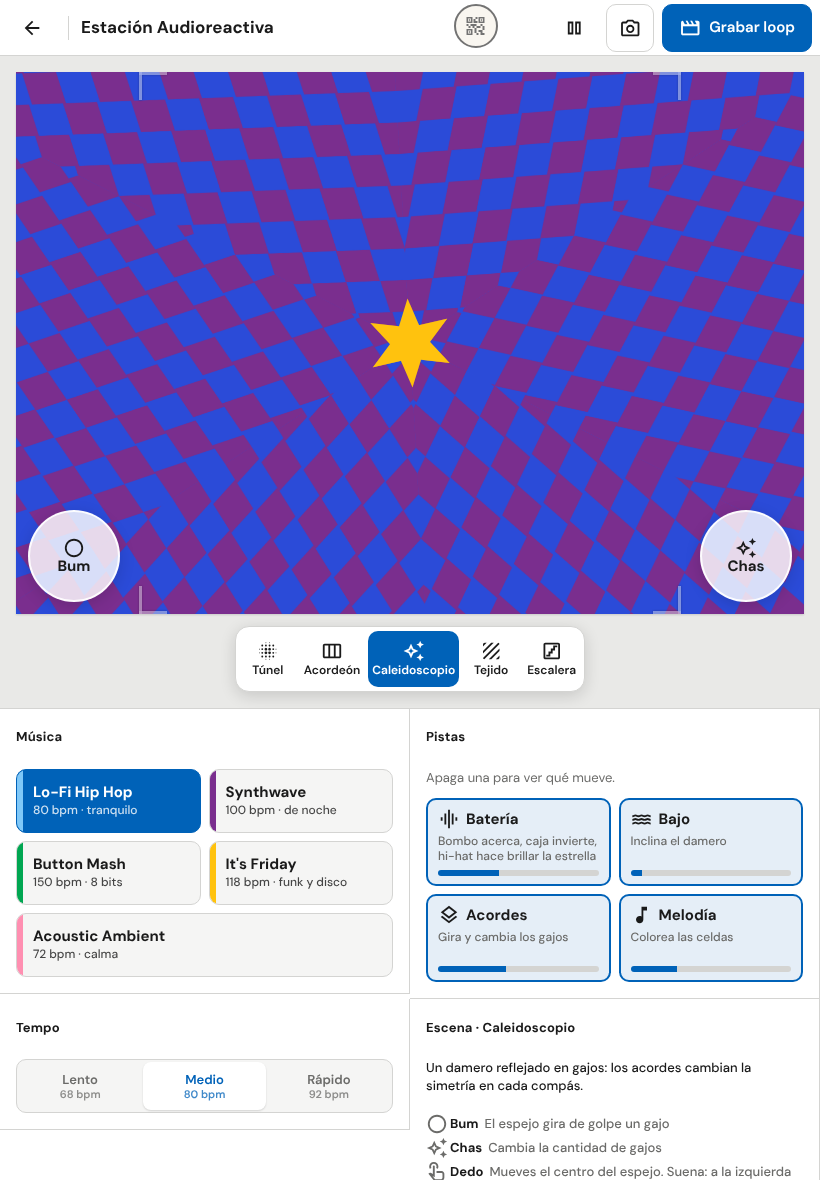 Estación Audioreactiva
Grabar loop
Bum
Chas
Túnel
Acordeón
Caleidoscopio
Tejido
Escalera
Música
Lo-Fi Hip Hop
80 bpm · tranquilo
Synthwave
100 bpm · de noche
Button Mash
150 bpm · 8 bits
It's Friday
118 bpm · funk y disco
Acoustic Ambient
72 bpm · calma
Tempo
Lento
68 bpm
Medio
80 bpm
Rápido
92 bpm
Pistas
Apaga una para ver qué mueve.
Batería
Bombo acerca, caja invierte,
hi-hat hace brillar la estrella
Bajo
Inclina el damero
Acordes
Gira y cambia los gajos
Melodía
Colorea las celdas
Escena · Caleidoscopio
Un damero reflejado en gajos: los acordes cambian la
simetría en cada compás.
Bum El espejo gira de golpe un gajo
Chas Cambia la cantidad de gajos
Dedo Mueves el centro del espejo. Suena: a la izquierda